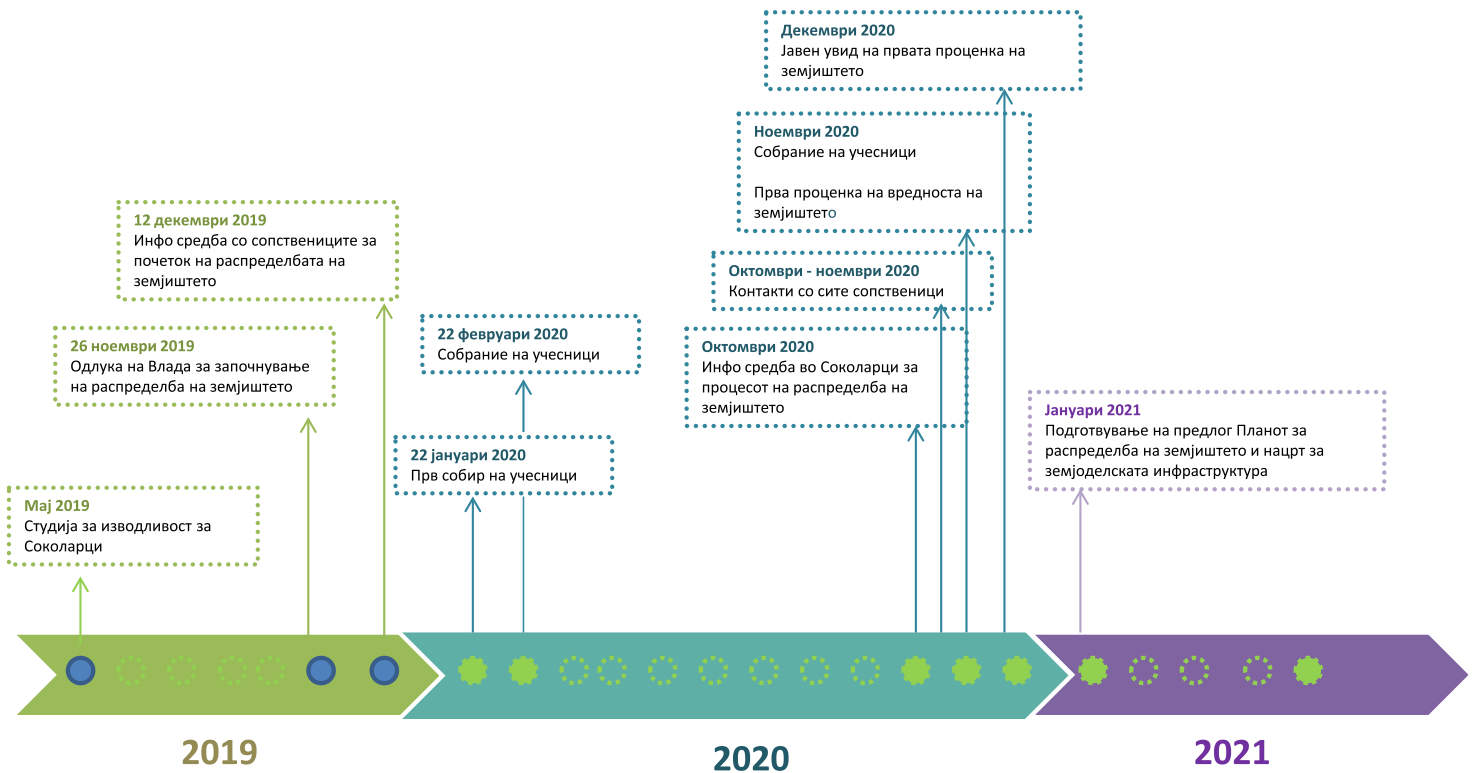 Мај 2019
Студија за изводливост за
Соколарци
26 ноември 2019
Одлука на Влада за започнување
на распределба на земјиштето
12 декември 2019
Инфо средба со сопствениците за
почеток на распределбата на
земјиштето
22 јануари 2020
Прв собир на учесници
22 февруари 2020
Собрание на учесници
Октомври 2020
Инфо средба во Соколарци за
процесот на распределба на
земјиштето
Октомври - ноември 2020
Контакти со сите сопственици
Ноември 2020
Собрание на учесници
Прва проценка на вредноста на
земјиштето
Декември 2020
Јавен увид на првата проценка на
земјиштето
Јануари 2021
Подготвување на предлог Планот за
распределба на земјиштето и нацрт за
земјоделската инфраструктура
2019
2020
2021